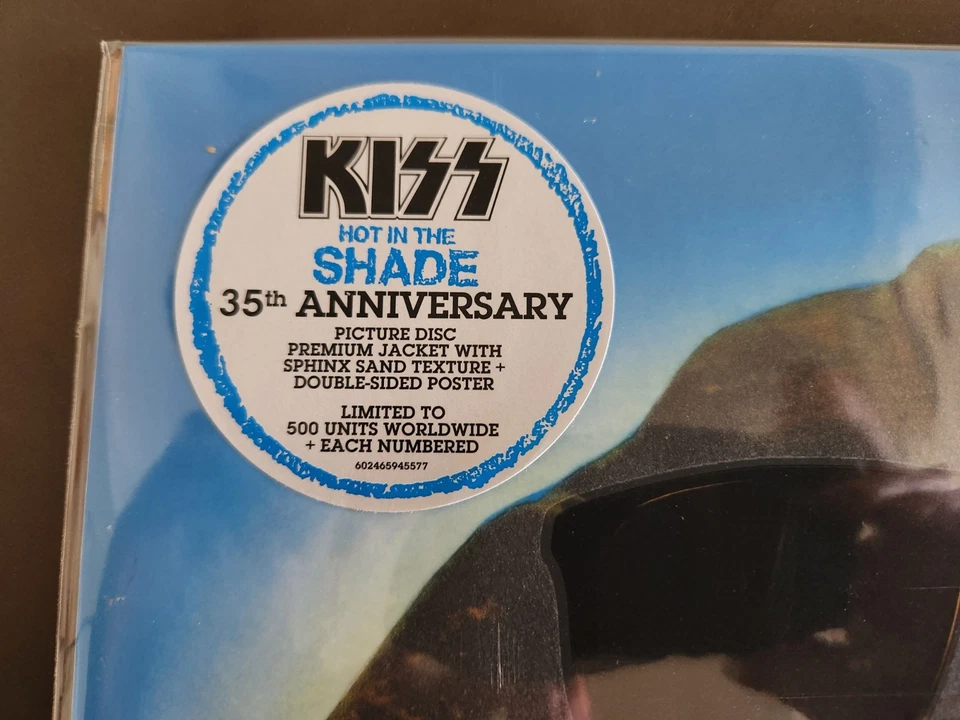 KISS
HOT IN THE
SHADE
35th ANNIVERSARY
PICTURE DISC
PREMIUM JACKET WITH
SPHINX SAND TEXTURE +
DOUBLE-SIDED POSTER
LIMITED TO
500 UNITS WORLDWIDE
+ EACH NUMBERED
602465945577